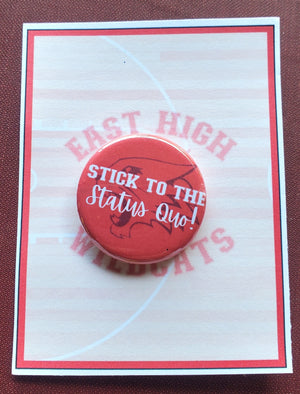 EAST HIGH
STICK TO THE
Status Quo!
WILDCATS